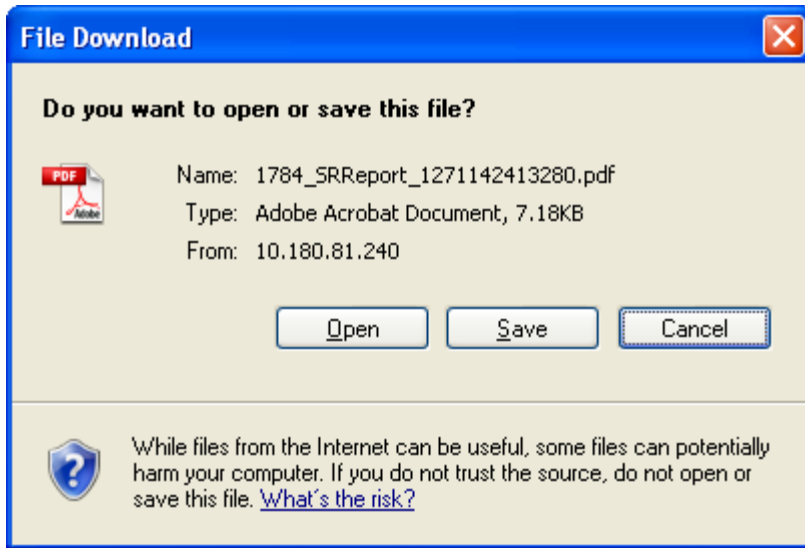 File Download
Do you want to open or save this file?
PDF
Adobe
Name: 1784_SRReport_1271142413280.pdf
Type: Adobe Acrobat Document, 7.18KB
From: 10.180.81.240
Open Save Cancel
While files from the Internet can be useful, some files can potentially
harm your computer. If you do not trust the source, do not open or
save this file. What's the risk?